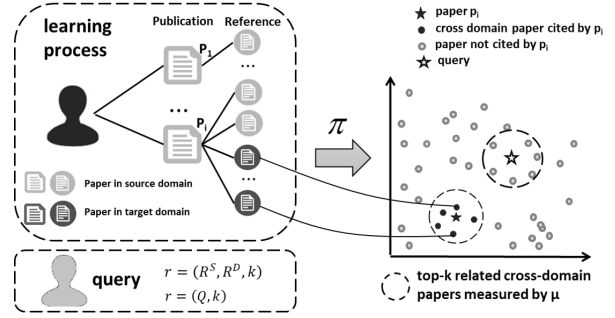 learning
process
Publication
Reference
P1
...
...
Pi
...
Paper in source domain
Paper in target domain
query
r = (R^S, R^D, k)
r = (Q, k)
π
paper pi
cross domain paper cited by pi
paper not cited by pi
query
top-k related cross-domain
papers measured by μ